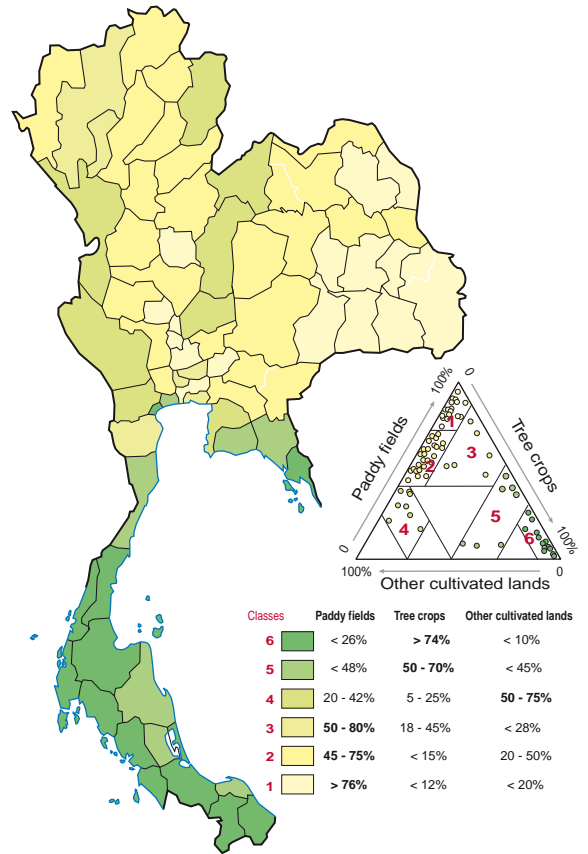 100%
0
Paddy fields
Tree crops
1
3
2
4
5
6
0
100%
100%
0
Other cultivated lands
Classes Paddy fields Tree crops Other cultivated lands
6 < 26% > 74% < 10%
5 < 48% 50 - 70% < 45%
4 20 - 42% 5 - 25% 50 - 75%
3 50 - 80% 18 - 45% < 28%
2 45 - 75% < 15% 20 - 50%
1 > 76% < 12% < 20%